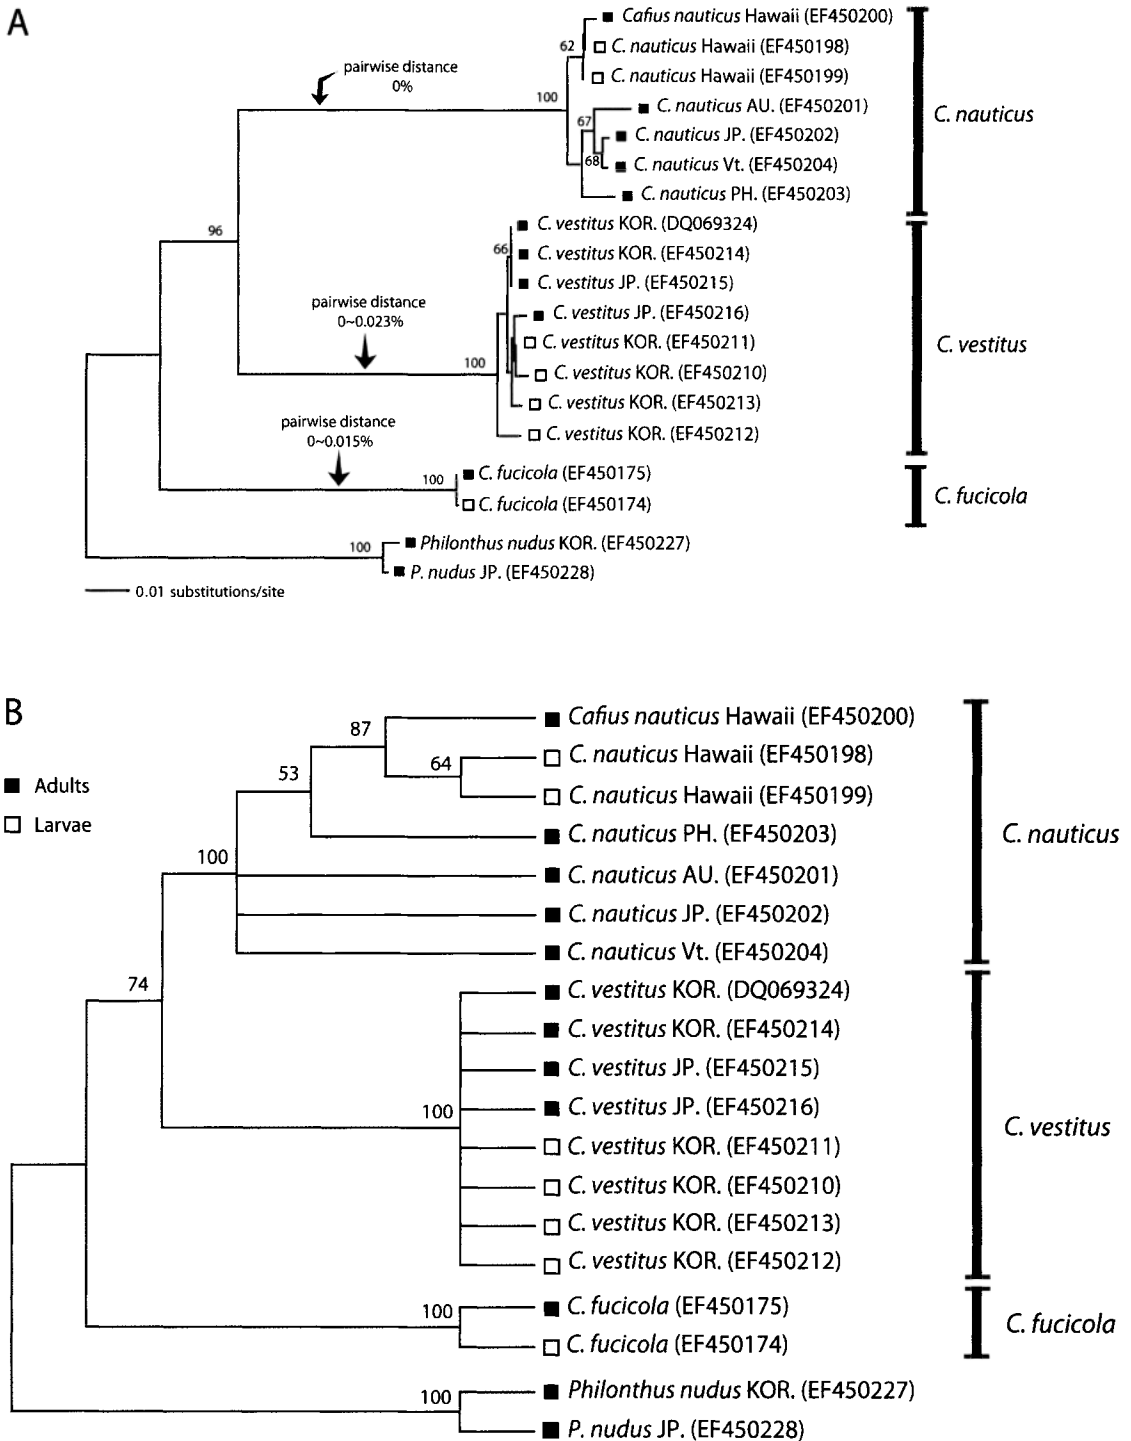 A
Cafius nauticus Hawaii (EF450200)
62
C. nauticus Hawaii (EF450198)
pairwise distance
0%
C. nauticus Hawaii (EF450199)
100
C. nauticus AU. (EF450201)
C. nauticus
67
C. nauticus JP. (EF450202)
68
C. nauticus Vt. (EF450204)
C. nauticus PH. (EF450203)
96
C. vestitus KOR. (DQ069324)
66
C. vestitus KOR. (EF450214)
C. vestitus JP. (EF450215)
pairwise distance
0~0.023%
C. vestitus JP. (EF450216)
C. vestitus KOR. (EF450211)
C. vestitus
100
C. vestitus KOR. (EF450210)
C. vestitus KOR. (EF450213)
pairwise distance
0~0.015%
C. vestitus KOR. (EF450212)
100
C. fucicola (EF450175)
C. fucicola
C. fucicola (EF450174)
100
Philonthus nudus KOR. (EF450227)
P. nudus JP. (EF450228)
0.01 substitutions/site
B
Adults
Larvae
87
Cafius nauticus Hawaii (EF450200)
64
C. nauticus Hawaii (EF450198)
53
C. nauticus Hawaii (EF450199)
C. nauticus PH. (EF450203)
C. nauticus
100
C. nauticus AU. (EF450201)
C. nauticus JP. (EF450202)
C. nauticus Vt. (EF450204)
74
C. vestitus KOR. (DQ069324)
C. vestitus KOR. (EF450214)
C. vestitus JP. (EF450215)
100
C. vestitus JP. (EF450216)
C. vestitus
C. vestitus KOR. (EF450211)
C. vestitus KOR. (EF450210)
C. vestitus KOR. (EF450213)
C. vestitus KOR. (EF450212)
100
C. fucicola (EF450175)
C. fucicola
C. fucicola (EF450174)
100
Philonthus nudus KOR. (EF450227)
P. nudus JP. (EF450228)